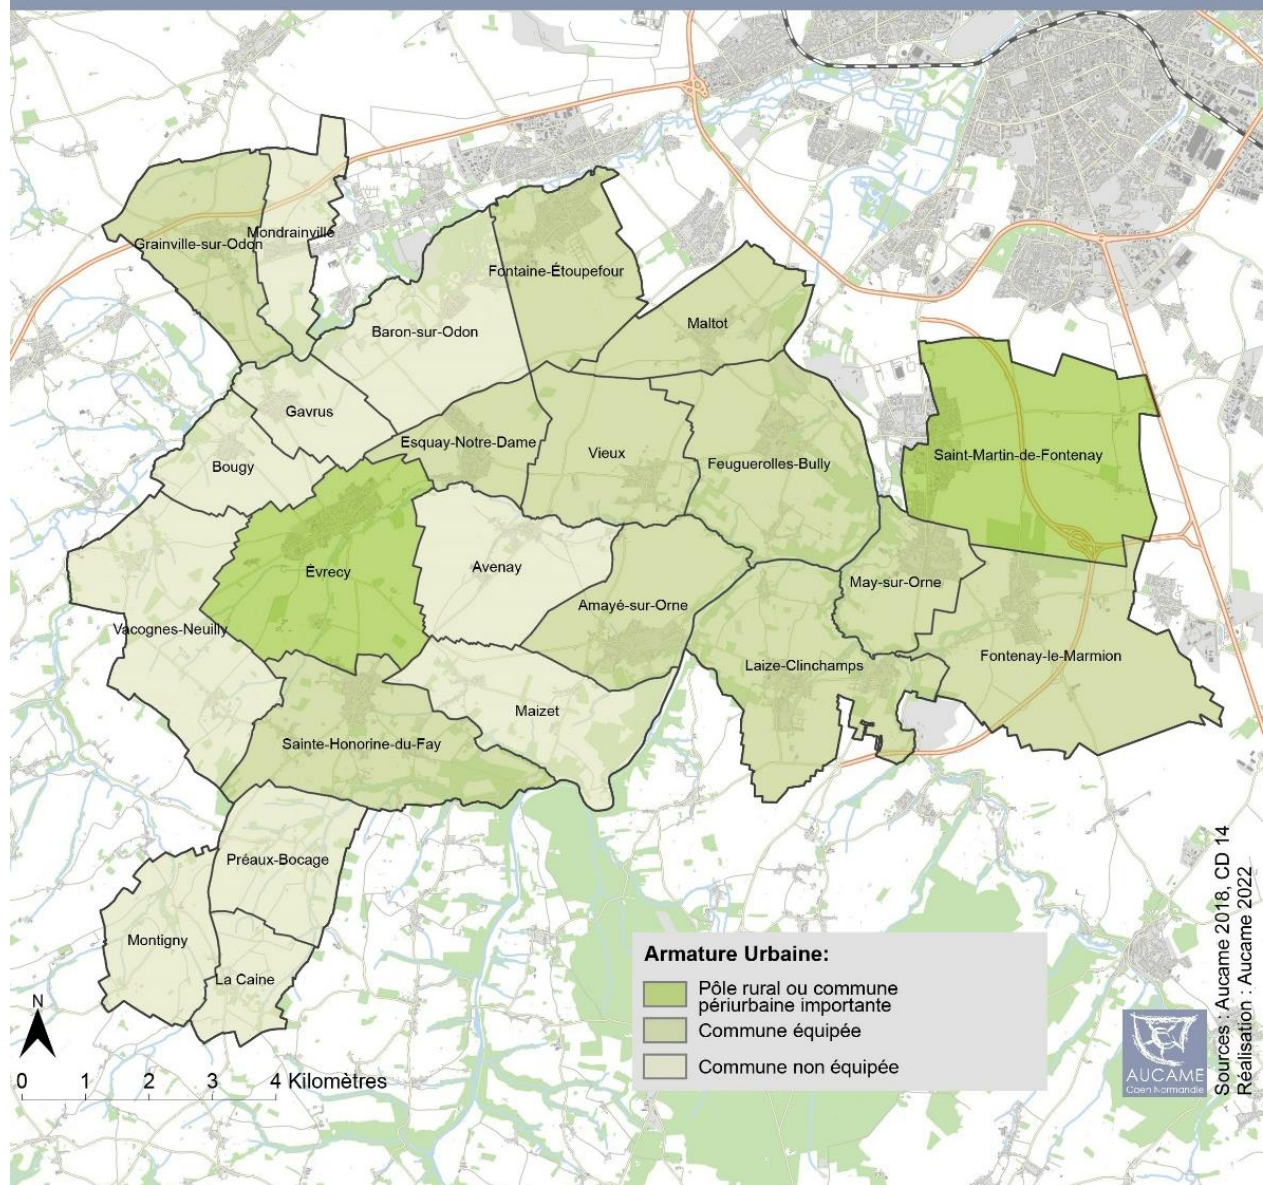 Mondrainville
Grainville-sur-Odon
Fontaine-Étoupefour
Baron-sur-Odon
Maltot
Gavrus
Esquay-Notre-Dame
Vieux
Saint-Martin-de-Fontenay
Bougy
Feuguerolles-Bully
Évrecy
Avenay
May-sur-Orne
Amayé-sur-Orne
Vacognes-Neuilly
Fontenay-le-Marmion
Laize-Clinchamps
Maizet
Sainte-Honorine-du-Fay
Préaux-Bocage
Montigny
La Caine
Armature Urbaine:
Pôle rural ou commune
périurbaine importante
Commune équipée
Commune non équipée
N
0 1 2 3 4 Kilomètres
AUCAME
Caen Normandie
Sources : Aucame 2018, CD 14
Réalisation : Aucame 2022